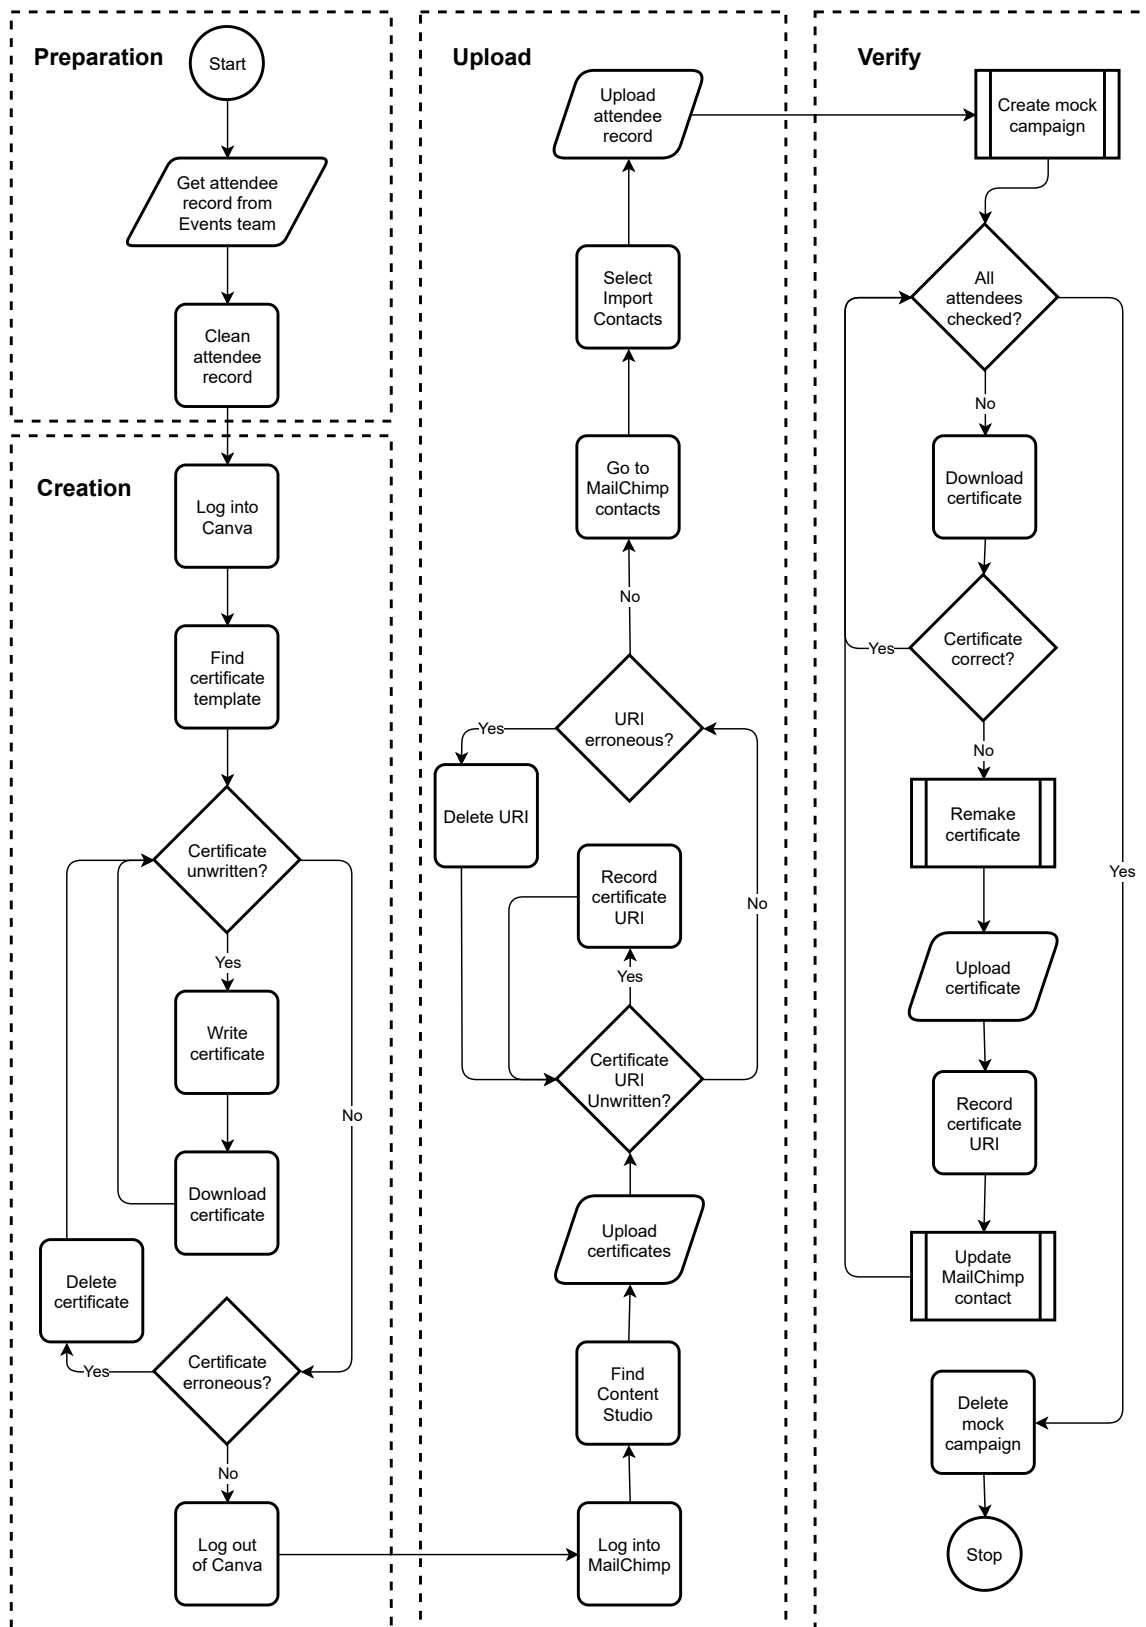 Preparation
Start
Get attendee
record from
Events team
Clean
attendee
record
Creation
Log into
Canva
Find
certificate
template
Certificate
unwritten?
Yes
Write
certificate
No
Download
certificate
Delete
certificate
Certificate
erroneous?
Yes
No
Log out
of Canva
Upload
Upload
attendee
record
Select
Import
Contacts
Go to
MailChimp
contacts
No
URI
erroneous?
Yes
Delete URI
Record
certificate
URI
No
Yes
Certificate
URI
Unwritten?
Upload
certificates
Find
Content
Studio
Log into
MailChimp
Verify
Create mock
campaign
All
attendees
checked?
No
Download
certificate
Certificate
correct?
Yes
No
Remake
certificate
Yes
Upload
certificate
Record
certificate
URI
Update
MailChimp
contact
Delete
mock
campaign
Stop